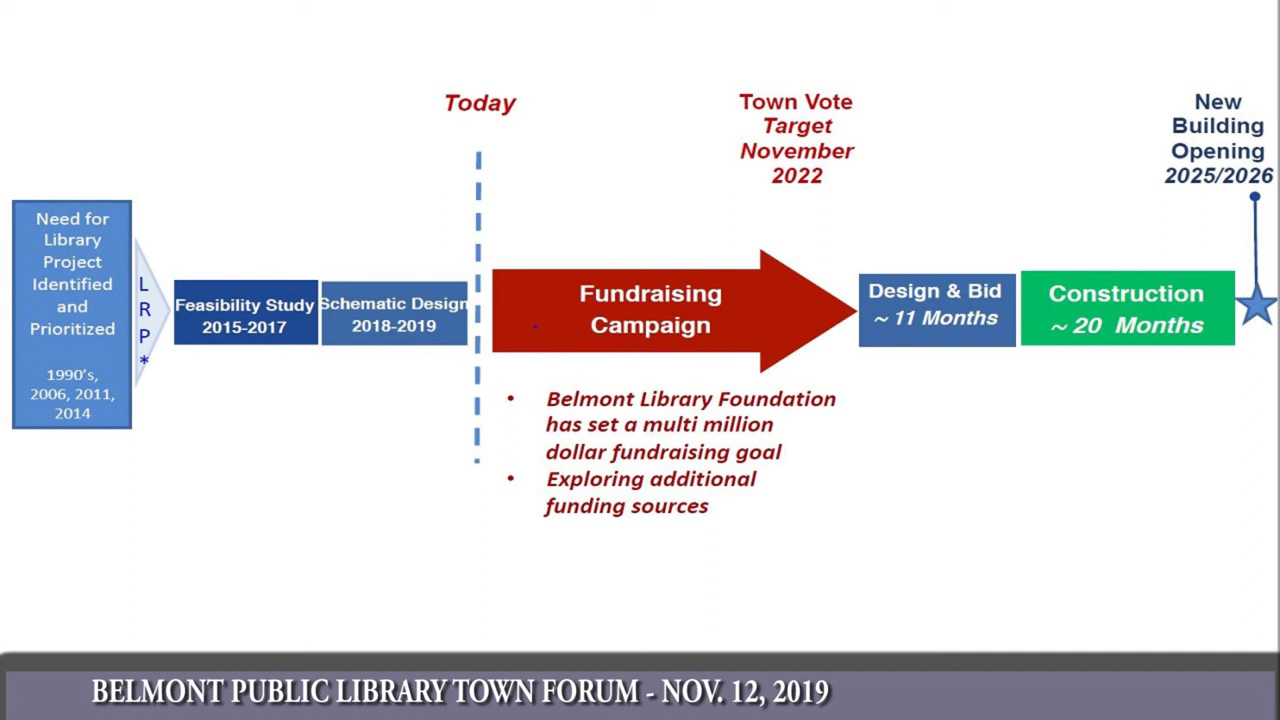 Today
Town Vote
Target
November
2022
New
Building
Opening
2025/2026
Need for
Library
Project
Identified
and
Prioritized
1990's,
2006, 2011,
2014
L
R
P
*
Feasibility Study
2015-2017
Schematic Design
2018-2019
Fundraising
Campaign
Design & Bid
~ 11 Months
Construction
~ 20 Months
• Belmont Library Foundation
has set a multi million
dollar fundraising goal
• Exploring additional
funding sources
BELMONT PUBLIC LIBRARY TOWN FORUM - NOV. 12, 2019